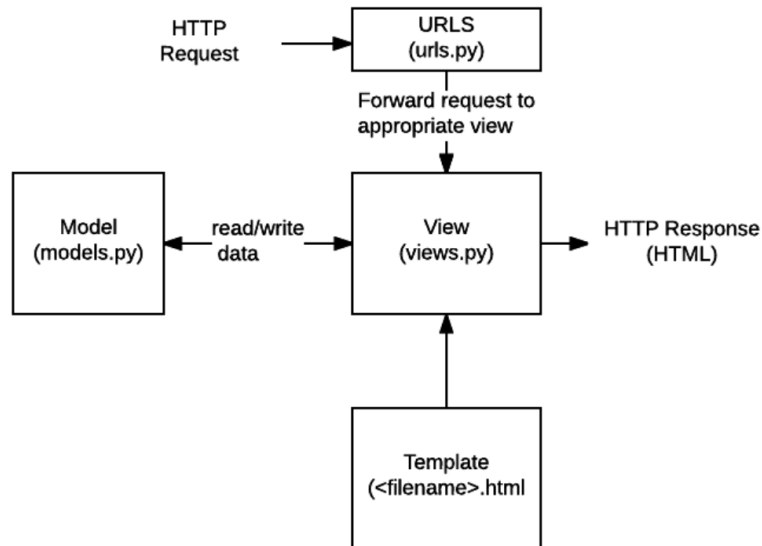 HTTP
Request
URLS
(urls.py)
Forward request to
appropriate view
Model
(models.py)
read/write
data
View
(views.py)
HTTP Response
(HTML)
Template
(<filename>.html